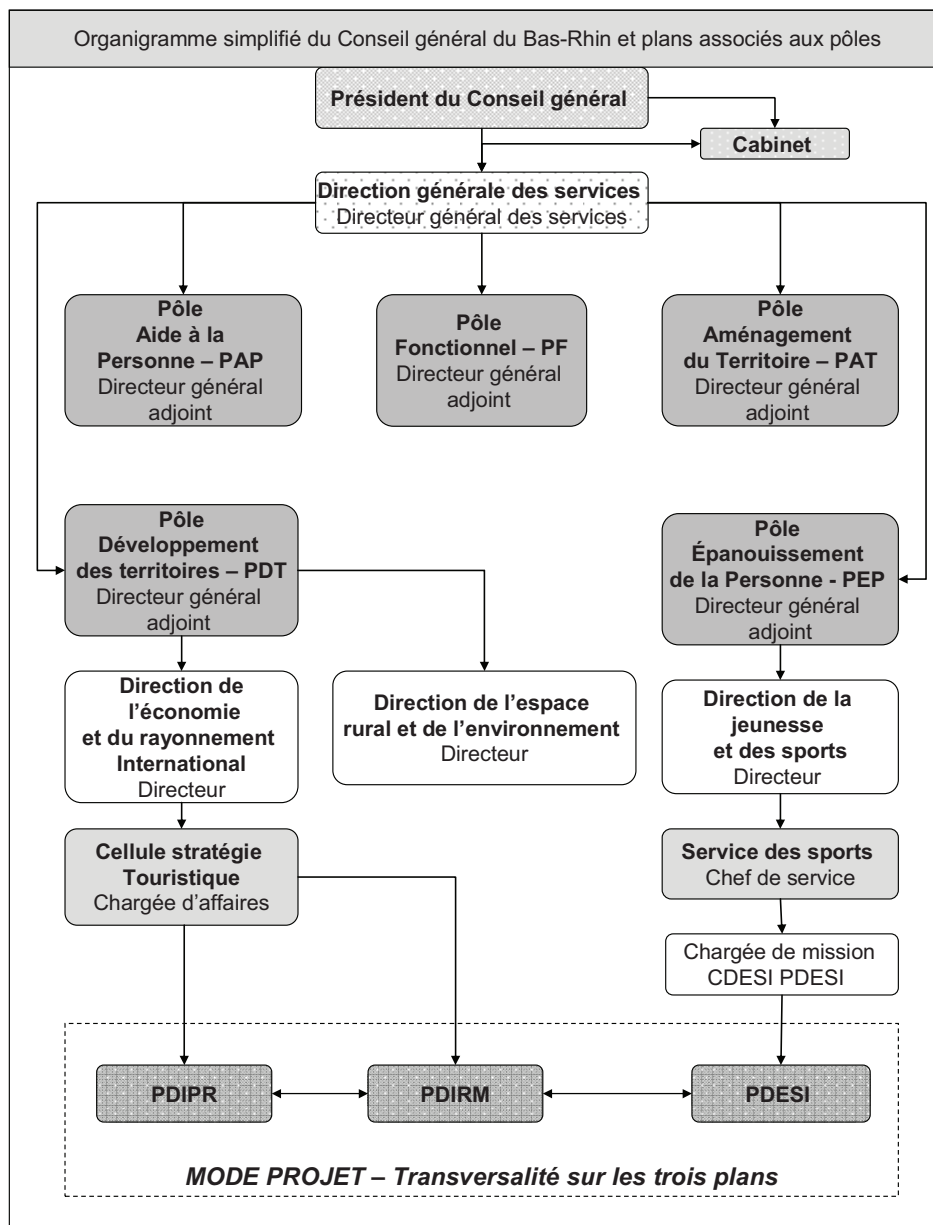 Organigramme simplifié du Conseil général du Bas-Rhin et plans associés aux pôles
Président du Conseil général
Cabinet
Direction générale des services
Directeur général des services
Pôle
Aide à la
Personne – PAP
Directeur général
adjoint
Pôle
Fonctionnel – PF
Directeur général
adjoint
Pôle
Aménagement
du Territoire – PAT
Directeur général
adjoint
Pôle
Développement
des territoires – PDT
Directeur général
adjoint
Pôle
Épanouissement
de la Personne - PEP
Directeur général
adjoint
Direction de
l’économie
et du rayonnement
International
Directeur
Direction de l’espace
rural et de l’environnement
Directeur
Direction de la
jeunesse
et des sports
Directeur
Cellule stratégie
Touristique
Chargée d’affaires
Service des sports
Chef de service
Chargée de mission
CDESI PDESI
PDIPR
PDIRM
PDESI
MODE PROJET – Transversalité sur les trois plans